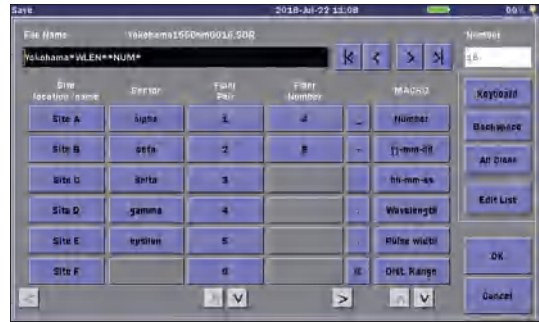 Save 2018-Jul-22 11:08
File Name Yokohama1550nm0016.SOR Number
Yokohama*WLEN**NUM* 16
Site location /name Sector Fiber Pair Fiber Number MACRO
Keyboard
Site A alpha 1 A _ Number
Backspace
Site B beta 2 B - yy-mm-dd
All Clear
Site C 3 hh-mm-ss
Site D gamma 4 . Wavelength
Edit List
Site E epsilon 5 Pulse width
OK
Site F 6 Dist. Range
< ∧ ∨ > ∧ ∨
Cancel